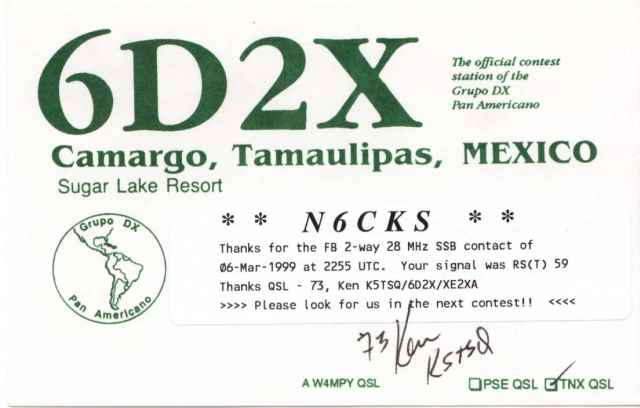 6D2X
The official contest
station of the
Grupo DX
Pan Americano
Camargo, Tamaulipas, MEXICO
Sugar Lake Resort
Grupo DX
Pan Americano
* * N6CKS * *
Thanks for the FB 2-way 28 MHz SSB contact of
Ø6-Mar-1999 at 2255 UTC. Your signal was RS(T) 59
Thanks QSL - 73, Ken K5TSQ/6D2X/XE2XA
>>>> Please look for us in the next contest!! <<<<
73 Ken
K5TSQ
A W4MPY QSL
☐PSE QSL ☑TNX QSL